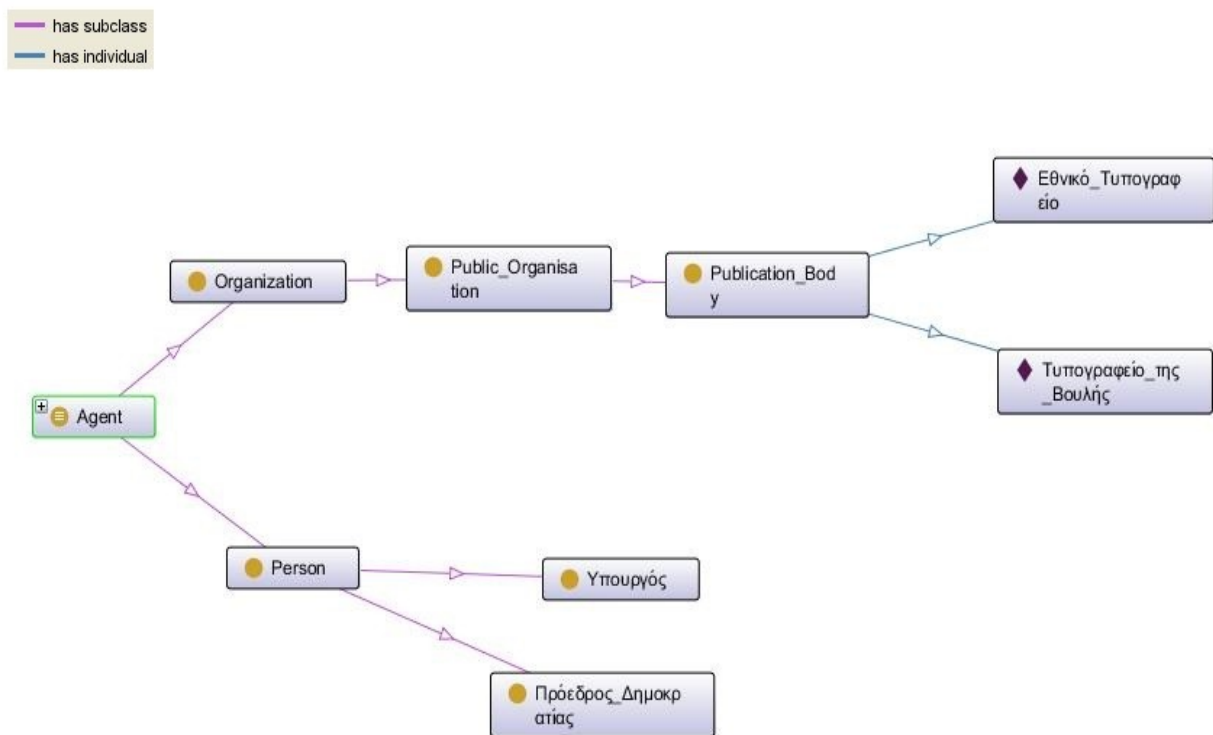 has subclass
has individual
Εθνικό_Τυπογραφ
είο
Organization
Public_Organisa
tion
Publication_Bod
y
Τυπογραφείο_της
_Βουλής
Agent
Person
Υπουργός
Πρόεδρος_Δημοκρ
ατίας